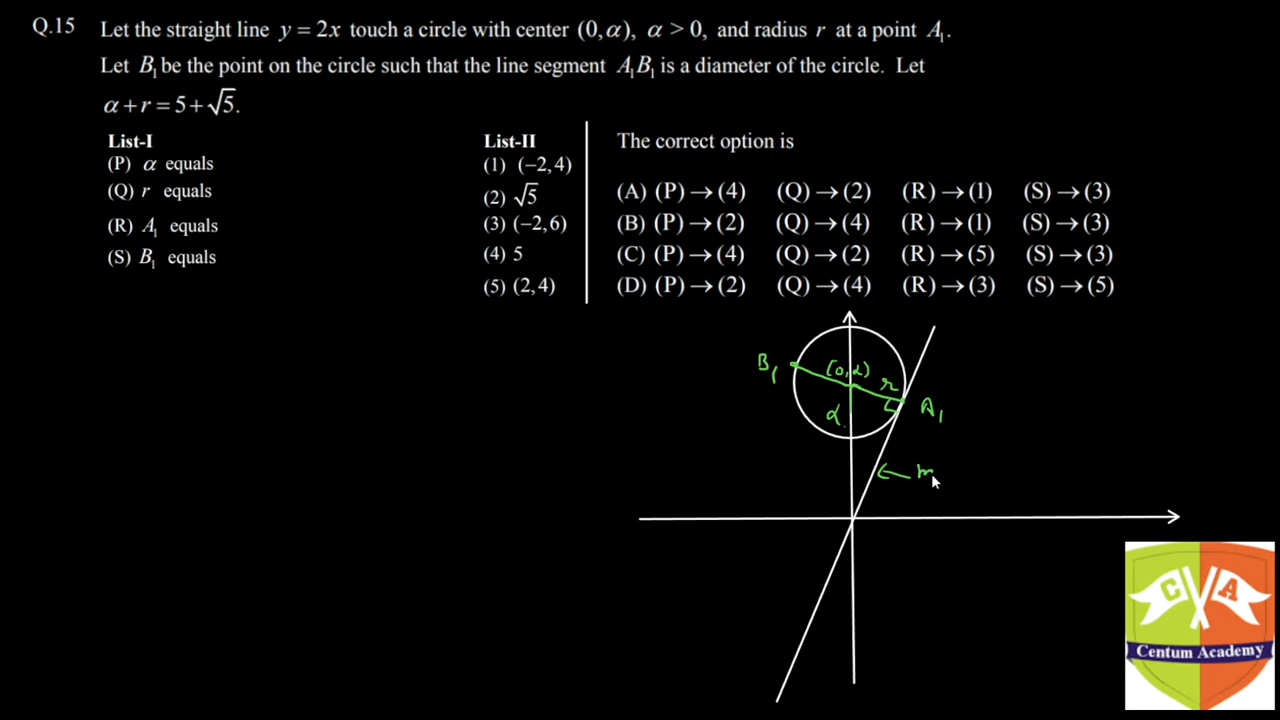 Q.15 Let the straight line y = 2x touch a circle with center (0, α), α > 0, and radius r at a point A₁.
Let B₁ be the point on the circle such that the line segment A₁B₁ is a diameter of the circle. Let
α + r = 5 + √5.
List-I
(P) α equals
(Q) r equals
(R) A₁ equals
(S) B₁ equals
List-II
(1) (−2, 4)
(2) √5
(3) (−2, 6)
(4) 5
(5) (2, 4)
The correct option is
(A) (P) → (4) (Q) → (2) (R) → (1) (S) → (3)
(B) (P) → (2) (Q) → (4) (R) → (1) (S) → (3)
(C) (P) → (4) (Q) → (2) (R) → (5) (S) → (3)
(D) (P) → (2) (Q) → (4) (R) → (3) (S) → (5)
B₁
(0, α)
r
α
A₁
m
C A
Centum Academy